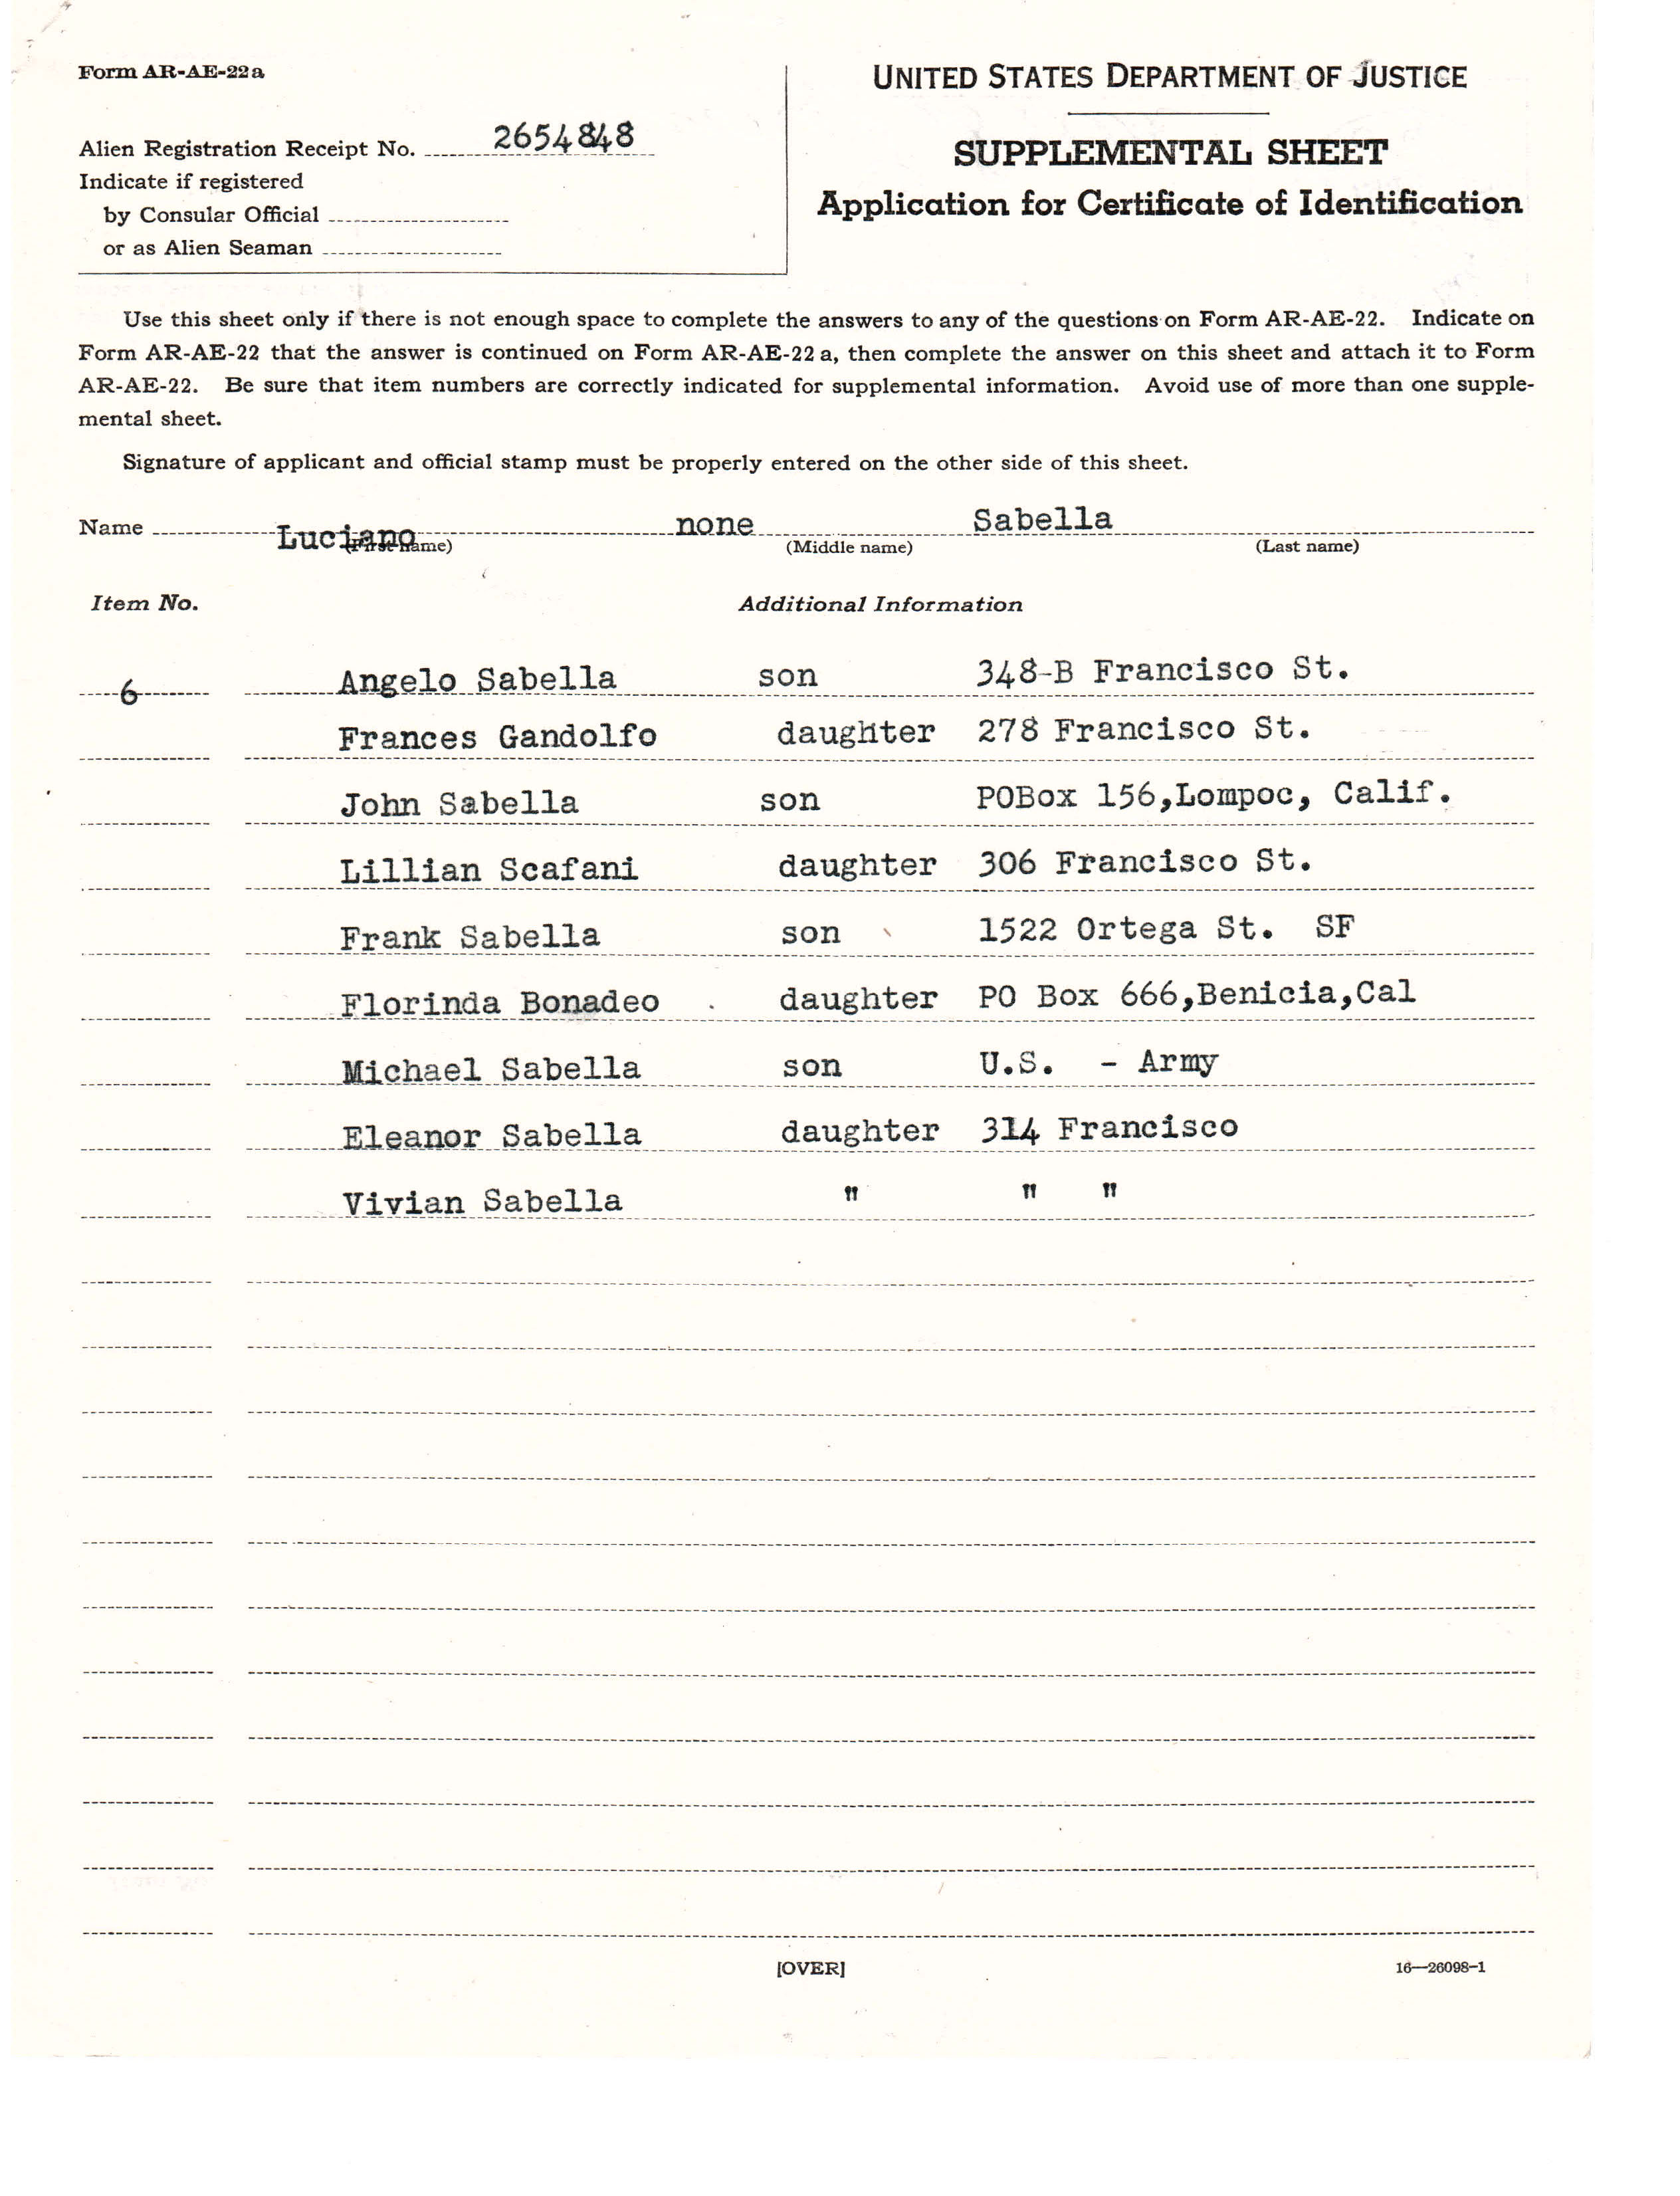 Form AR-AE-22a
Alien Registration Receipt No. 2654848
Indicate if registered
by Consular Official
or as Alien Seaman
UNITED STATES DEPARTMENT OF JUSTICE
SUPPLEMENTAL SHEET
Application for Certificate of Identification
Use this sheet only if there is not enough space to complete the answers to any of the questions on Form AR-AE-22. Indicate on
Form AR-AE-22 that the answer is continued on Form AR-AE-22a, then complete the answer on this sheet and attach it to Form
AR-AE-22. Be sure that item numbers are correctly indicated for supplemental information. Avoid use of more than one supple-
mental sheet.
Signature of applicant and official stamp must be properly entered on the other side of this sheet.
Name Luciano none Sabella
(First name) (Middle name) (Last name)
Item No. Additional Information
6 Angelo Sabella son 348-B Francisco St.
Frances Gandolfo daughter 278 Francisco St.
John Sabella son POBox 156,Lompoc, Calif.
Lillian Scafani daughter 306 Francisco St.
Frank Sabella son 1522 Ortega St. SF
Florinda Bonadeo daughter PO Box 666,Benicia,Cal
Michael Sabella son U.S. - Army
Eleanor Sabella daughter 314 Francisco
Vivian Sabella " " "
[OVER] 16—26098-1